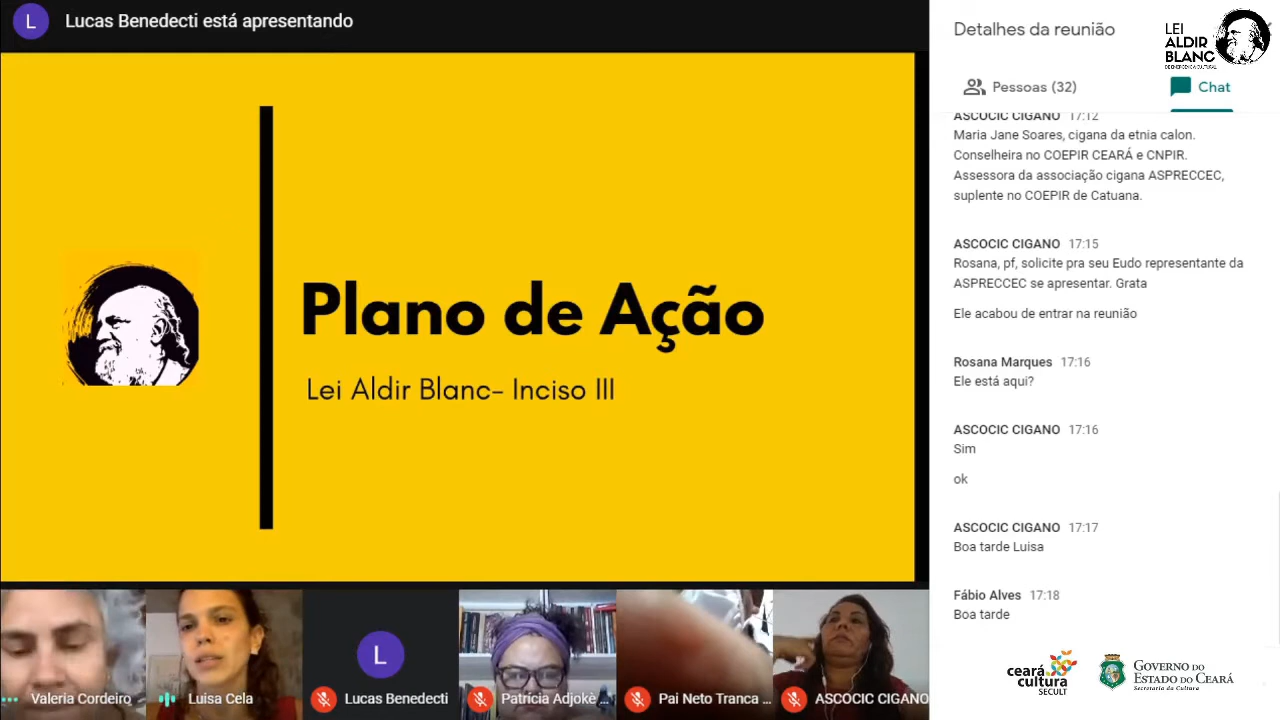 L
Lucas Benedecti está apresentando
Plano de Ação
Lei Aldir Blanc- Inciso III
Valeria Cordeiro
Luisa Cela
L
Lucas Benedecti
Patrícia Adjokè ...
Pai Neto Tranca ...
ASCOCIC CIGANO
Detalhes da reunião
LEI
ALDIR
BLANC
Pessoas (32)
Chat
ASCOCIC CIGANO 17:12
Maria Jane Soares, cigana da etnia calon.
Conselheira no COEPIR CEARÁ e CNPIR.
Assessora da associação cigana ASPRECCEC,
suplente no COEPIR de Catuana.
ASCOCIC CIGANO 17:15
Rosana, pf, solicite pra seu Eudo representante da
ASPRECCEC se apresentar. Grata
Ele acabou de entrar na reunião
Rosana Marques 17:16
Ele está aqui?
ASCOCIC CIGANO 17:16
Sim
ok
ASCOCIC CIGANO 17:17
Boa tarde Luisa
Fábio Alves 17:18
Boa tarde
ceará
cultura
SECULT
GOVERNO DO
ESTADO DO CEARÁ
Secretaria da Cultura